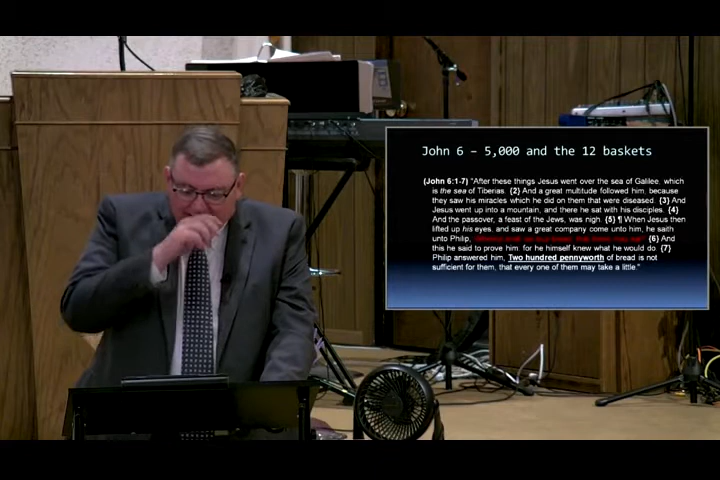 John 6 – 5,000 and the 12 baskets
(John 6:1-7) "After these things Jesus went over the sea of Galilee, which
is the sea of Tiberias. {2} And a great multitude followed him, because
they saw his miracles which he did on them that were diseased. {3} And
Jesus went up into a mountain, and there he sat with his disciples. {4}
And the passover, a feast of the Jews, was nigh. {5} ¶ When Jesus then
lifted up his eyes, and saw a great company come unto him, he saith
unto Philip, {6} And
this he said to prove him: for he himself knew what he would do. {7}
Philip answered him, Two hundred pennyworth of bread is not
sufficient for them, that every one of them may take a little."